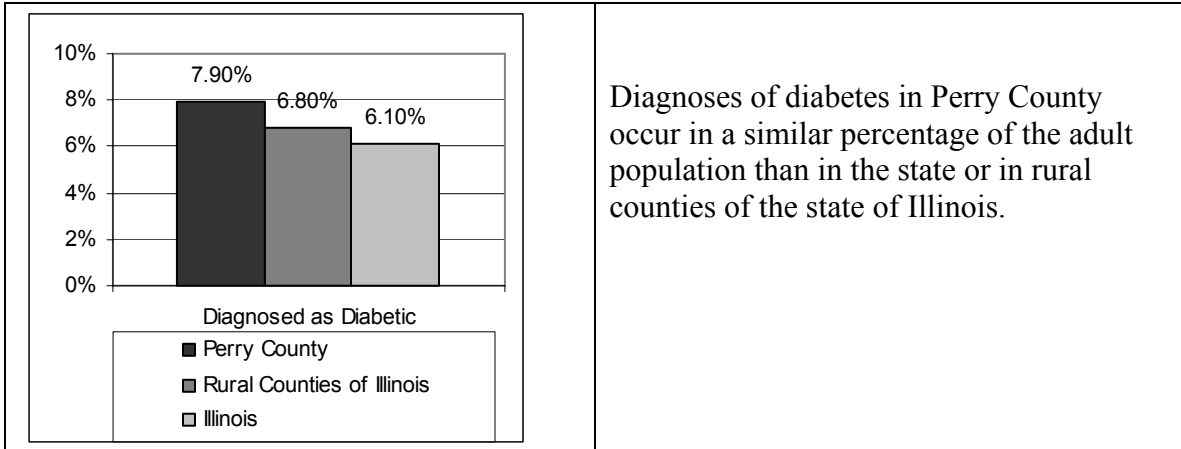 10%
8%
6%
4%
2%
0%
7.90%
6.80%
6.10%
Diagnosed as Diabetic
Perry County
Rural Counties of Illinois
Illinois
Diagnoses of diabetes in Perry County
occur in a similar percentage of the adult
population than in the state or in rural
counties of the state of Illinois.